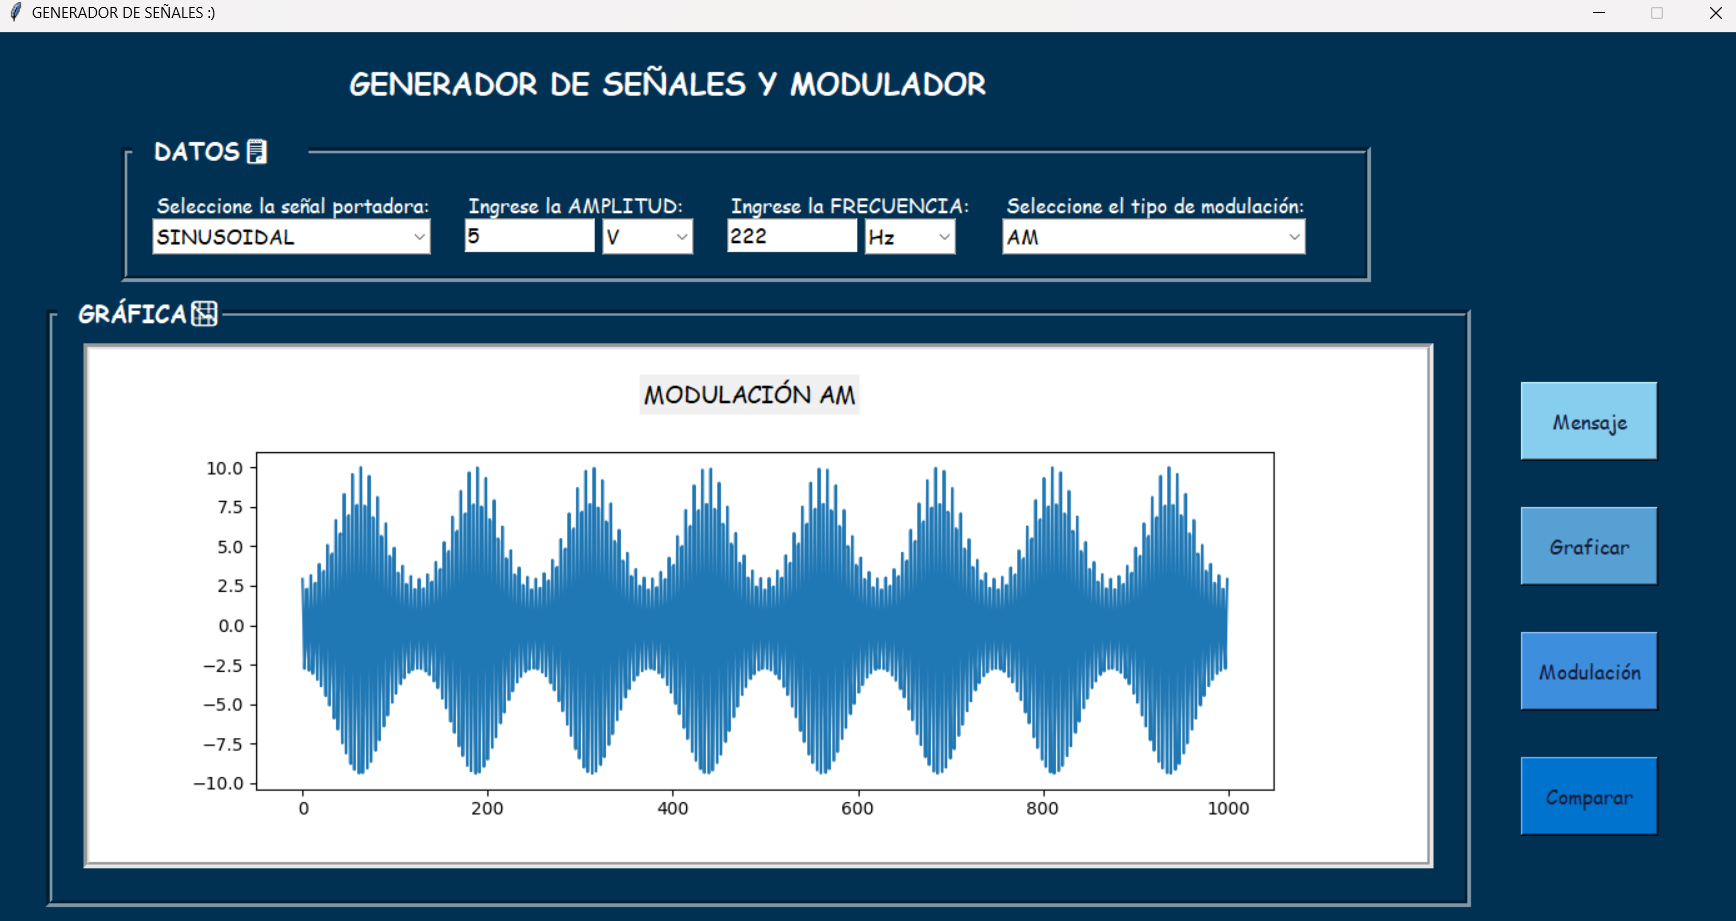 GENERADOR DE SEÑALES :)
GENERADOR DE SEÑALES Y MODULADOR
DATOS
Seleccione la señal portadora: Ingrese la AMPLITUD: Ingrese la FRECUENCIA: Seleccione el tipo de modulación:
SINUSOIDAL 5 V 222 Hz AM
GRÁFICA
MODULACIÓN AM
10.0
7.5
5.0
2.5
0.0
−2.5
−5.0
−7.5
−10.0
0 200 400 600 800 1000
Mensaje
Graficar
Modulación
Comparar